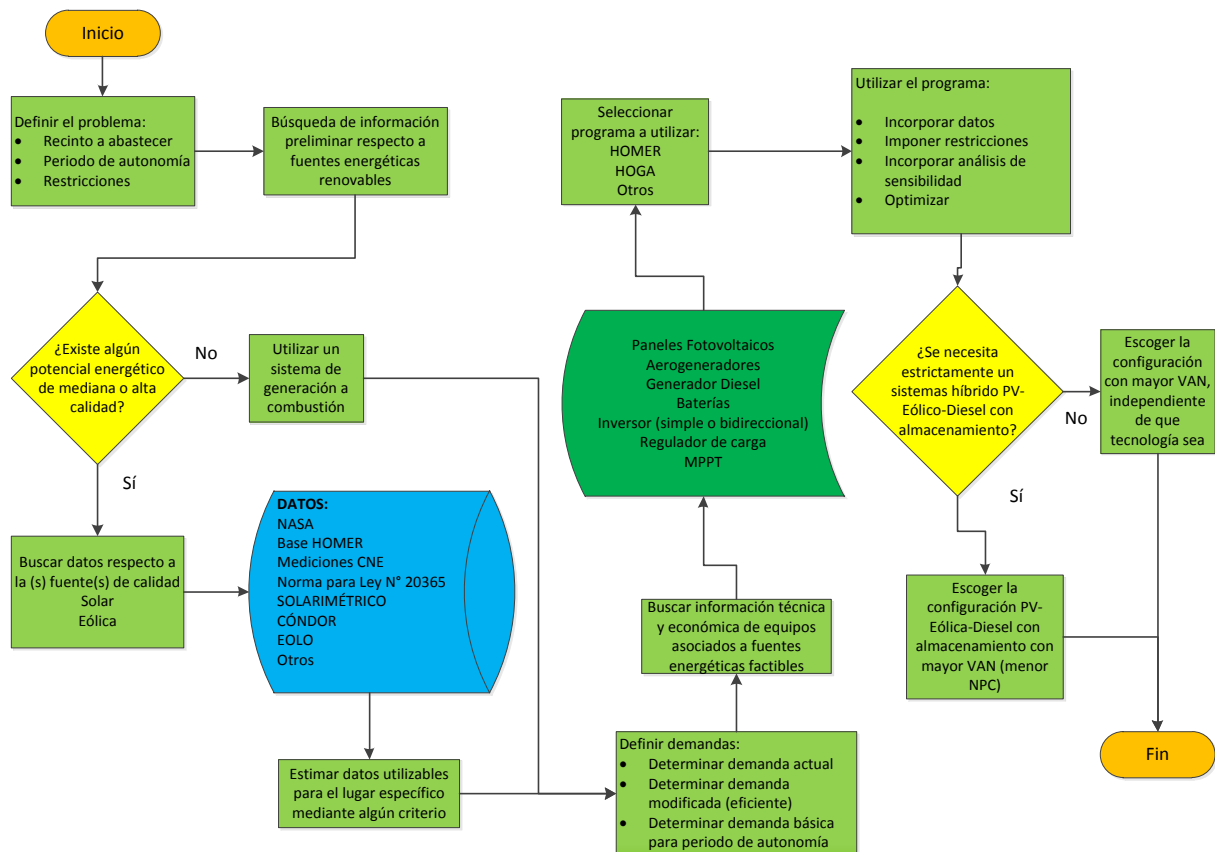 Inicio
Definir el problema:
• Recinto a abastecer
• Periodo de autonomía
• Restricciones
Búsqueda de información
preliminar respecto a
fuentes energéticas
renovables
¿Existe algún
potencial energético
de mediana o alta
calidad?
No
Utilizar un
sistema de
generación a
combustión
Sí
Buscar datos respecto a
la (s) fuente(s) de calidad
Solar
Eólica
DATOS:
NASA
Base HOMER
Mediciones CNE
Norma para Ley N° 20365
SOLARIMÉTRICO
CÓNDOR
EOLO
Otros
Estimar datos utilizables
para el lugar específico
mediante algún criterio
Definir demandas:
• Determinar demanda actual
• Determinar demanda
modificada (eficiente)
• Determinar demanda básica
para periodo de autonomía
Buscar información técnica
y económica de equipos
asociados a fuentes
energéticas factibles
Paneles Fotovoltaicos
Aerogeneradores
Generador Diesel
Baterías
Inversor (simple o bidireccional)
Regulador de carga
MPPT
Seleccionar
programa a utilizar:
HOMER
HOGA
Otros
Utilizar el programa:
• Incorporar datos
• Imponer restricciones
• Incorporar análisis de
sensibilidad
• Optimizar
¿Se necesita
estrictamente un
sistemas híbrido PV-
Eólico-Diesel con
almacenamiento?
No
Escoger la
configuración
con mayor VAN,
independiente
de que
tecnología sea
Sí
Escoger la
configuración PV-
Eólica-Diesel con
almacenamiento con
mayor VAN (menor
NPC)
Fin